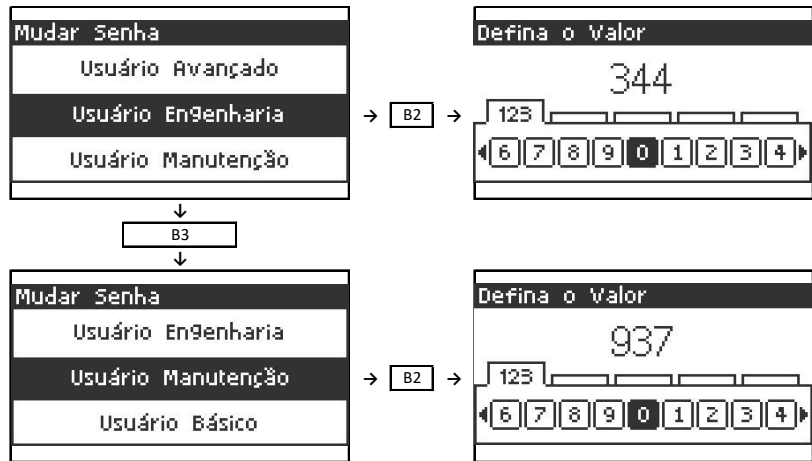 Mudar Senha
Usuário Avançado
Usuário Engenharia
Usuário Manutenção
→ B2 →
Defina o Valor
344
123
6 7 8 9 0 1 2 3 4
↓
B3
↓
Mudar Senha
Usuário Engenharia
Usuário Manutenção
Usuário Básico
→ B2 →
Defina o Valor
937
123
6 7 8 9 0 1 2 3 4